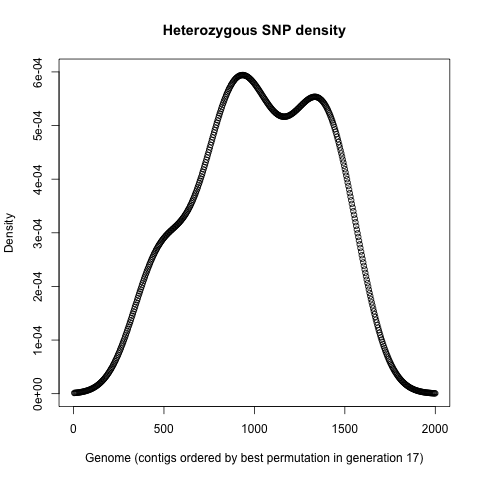 Heterozygous SNP density
6e-04
5e-04
4e-04
3e-04
2e-04
1e-04
0e+00
Density
0 500 1000 1500 2000
Genome (contigs ordered by best permutation in generation 17)